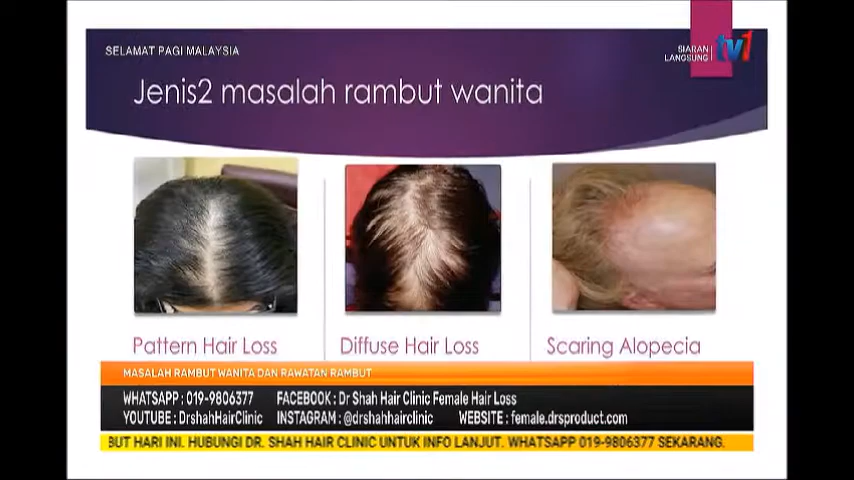 SELAMAT PAGI MALAYSIA
SIARAN
LANGSUNG
tv1
Jenis2 masalah rambut wanita
Pattern Hair Loss
Diffuse Hair Loss
Scaring Alopecia
MASALAH RAMBUT WANITA DAN RAWATAN RAMBUT
WHATSAPP : 019-9806377 FACEBOOK : Dr Shah Hair Clinic Female Hair Loss
YOUTUBE : DrshahHairClinic INSTAGRAM : @drshahhairclinic WEBSITE : female.drsproduct.com
BUT HARI INI. HUBUNGI DR. SHAH HAIR CLINIC UNTUK INFO LANJUT. WHATSAPP 019-9806377 SEKARANG.